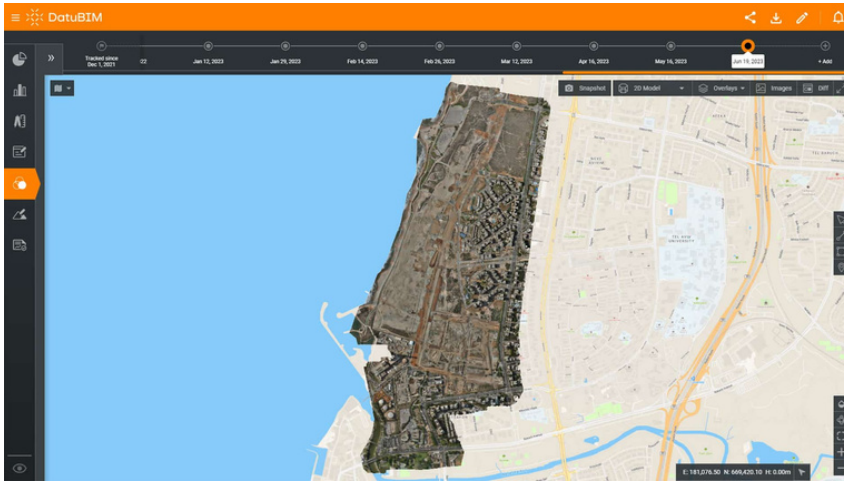 DatuBIM
Tracked since
Dec 1, 2021
22
Jan 12, 2023
Jan 29, 2023
Feb 14, 2023
Feb 26, 2023
Mar 12, 2023
Apr 16, 2023
May 16, 2023
Jun 19, 2023
+ Add
Snapshot
2D Model
Overlays
Images
Diff
TEL AVIV
UNIVERSITY
E: 181,076.50 N: 669,420.10 H: 0.00m